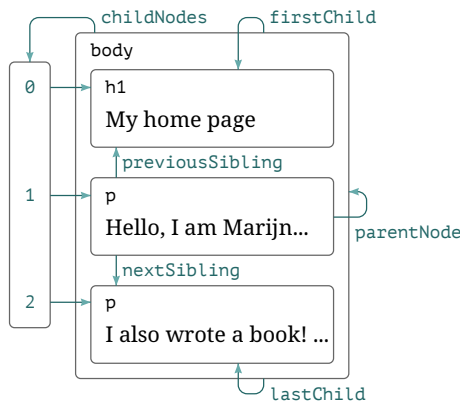 childNodes firstChild
body
0 h1
My home page
previousSibling
1 p
Hello, I am Marijn...
parentNode
nextSibling
2 p
I also wrote a book! ...
lastChild